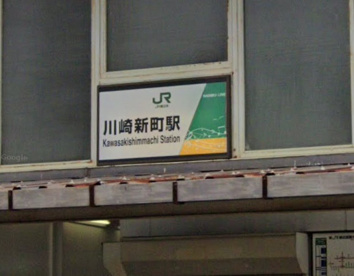 JR
川崎新町駅
Kawasakishimmachi Station